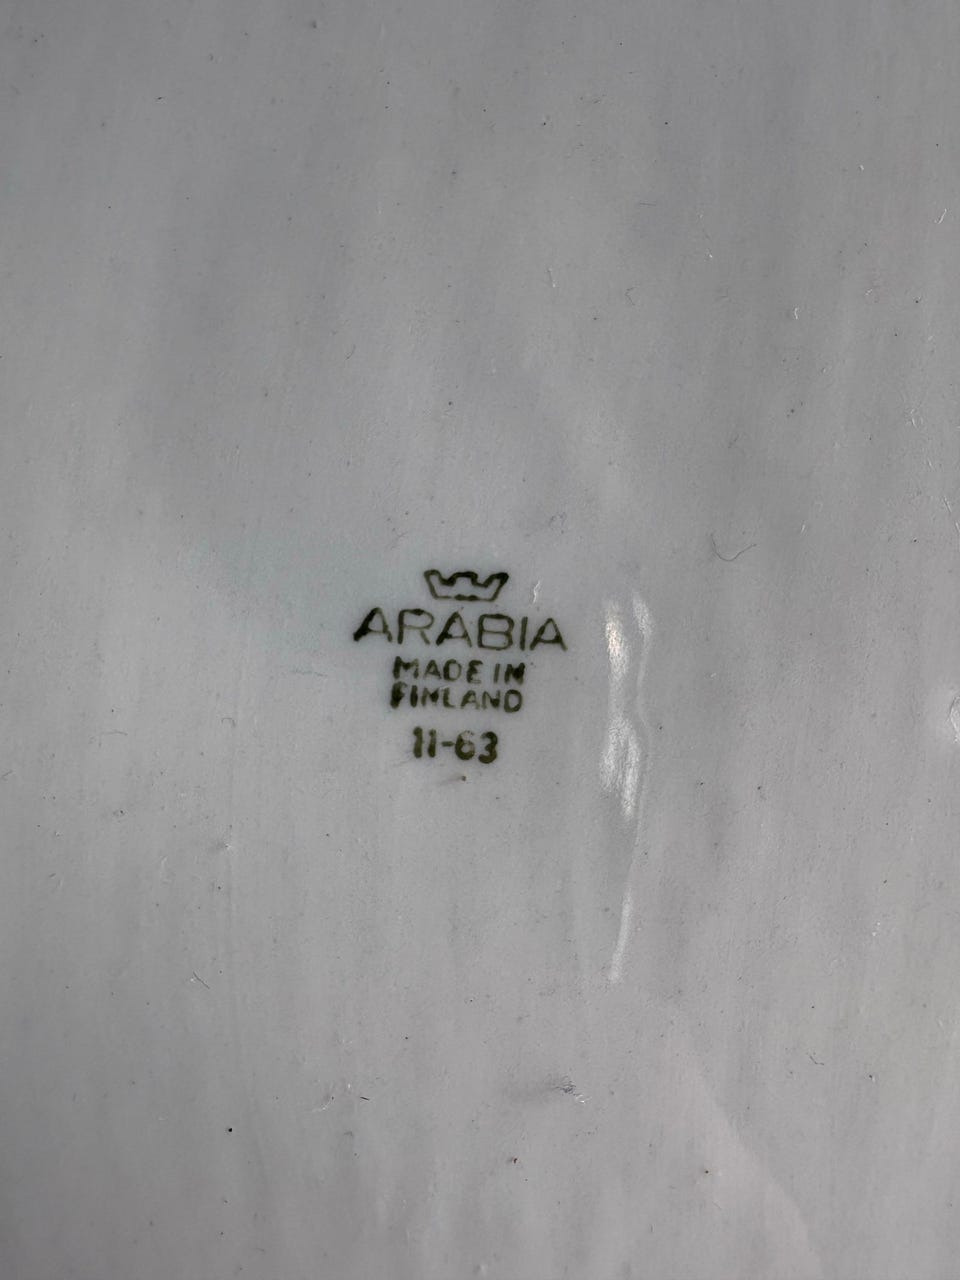 ARABIA
MADE IN
FINLAND
11-63